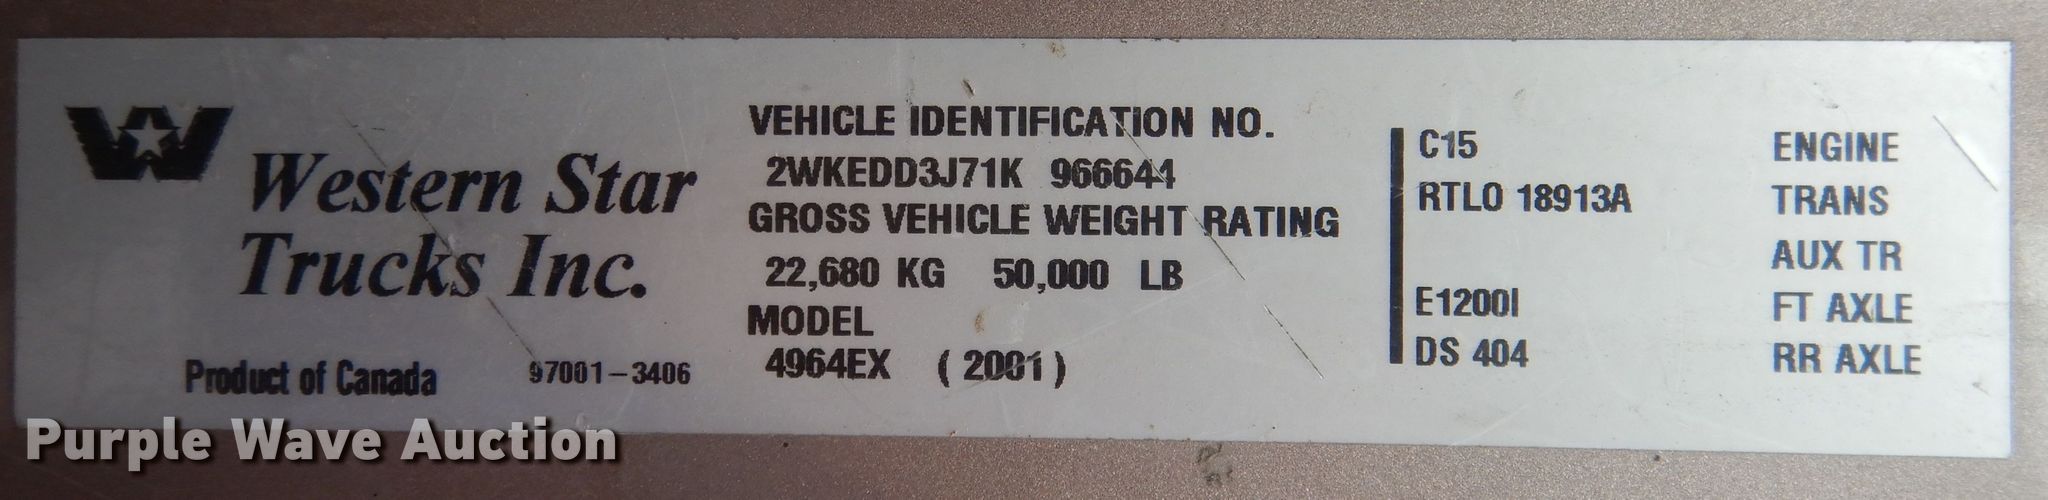 W
Western Star
Trucks Inc.
Product of Canada 97001-3406
VEHICLE IDENTIFICATION NO.
2WKEDD3J71K 966644
GROSS VEHICLE WEIGHT RATING
22,680 KG 50,000 LB
MODEL
4964EX (2001)
C15 ENGINE
RTLO 18913A TRANS
AUX TR
E1200I FT AXLE
DS 404 RR AXLE
Purple Wave Auction